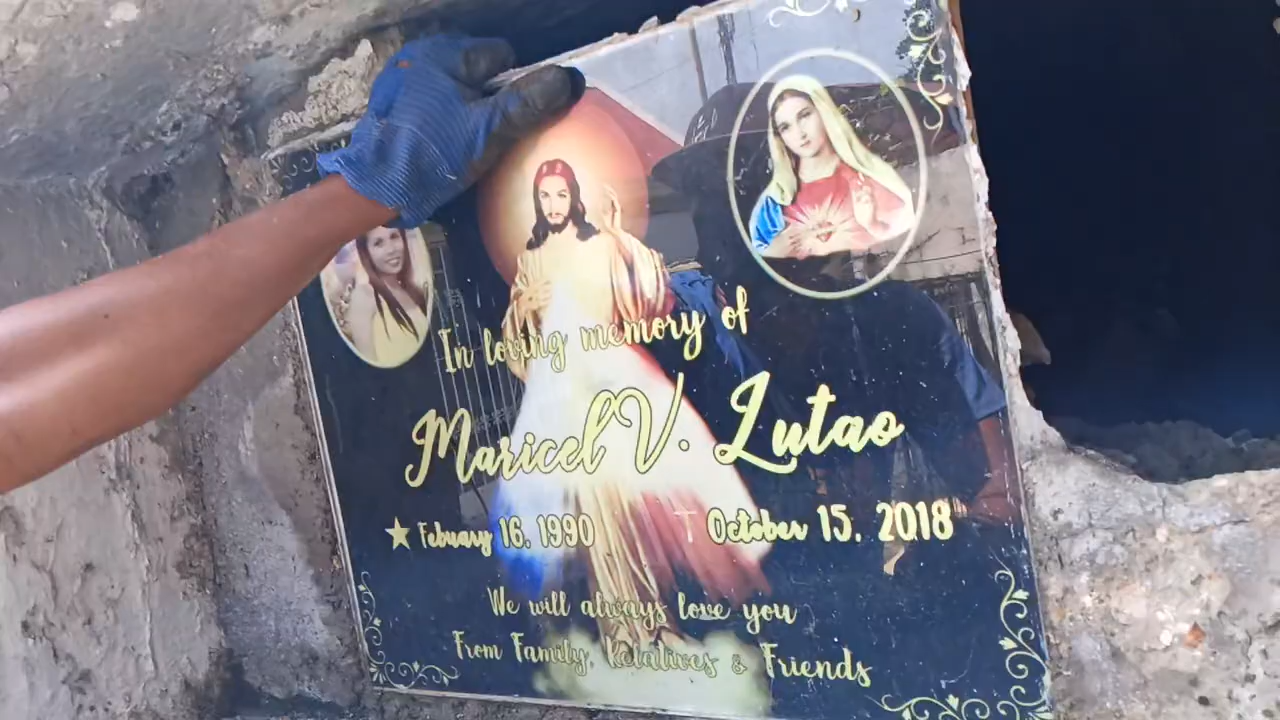 In loving memory of
Maricel V. Lutao
Febuary 16, 1990 October 15, 2018
We will always love you
From Family, Relatives & Friends